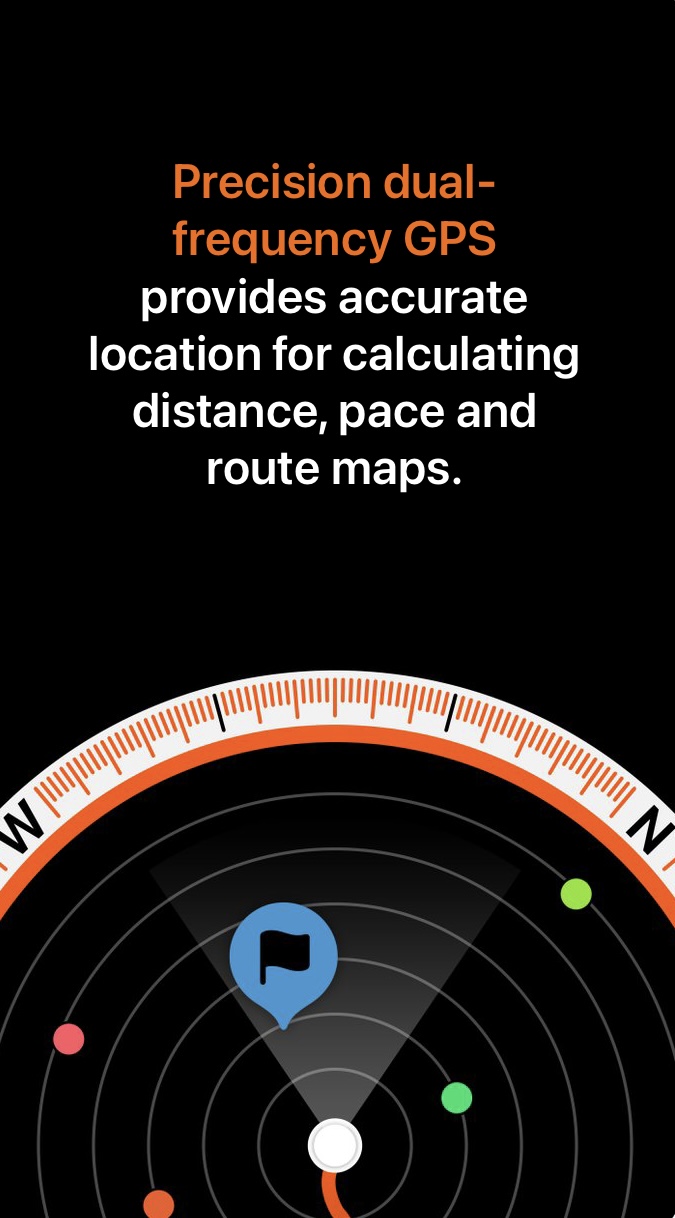 Precision dual-
frequency GPS
provides accurate
location for calculating
distance, pace and
route maps.
W
N